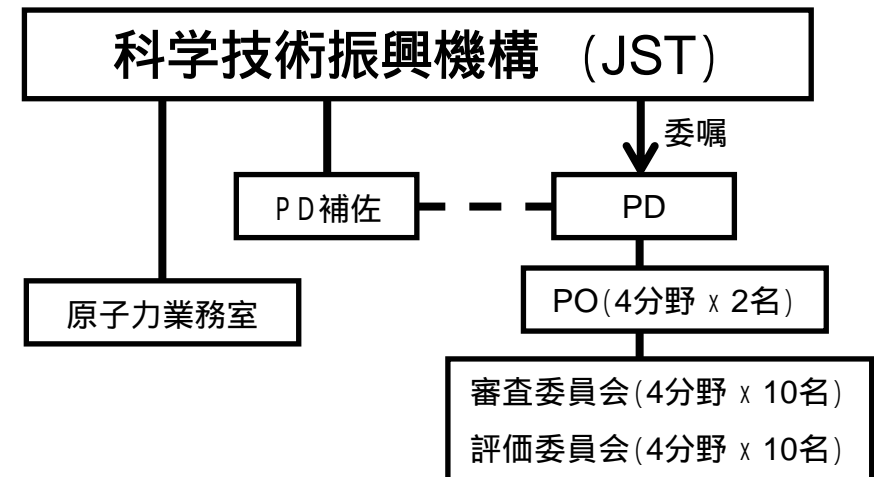 科学技術振興機構 (JST)
委嘱
PD補佐
PD
原子力業務室
PO(4分野 x 2名)
審査委員会(4分野 x 10名)
評価委員会(4分野 x 10名)